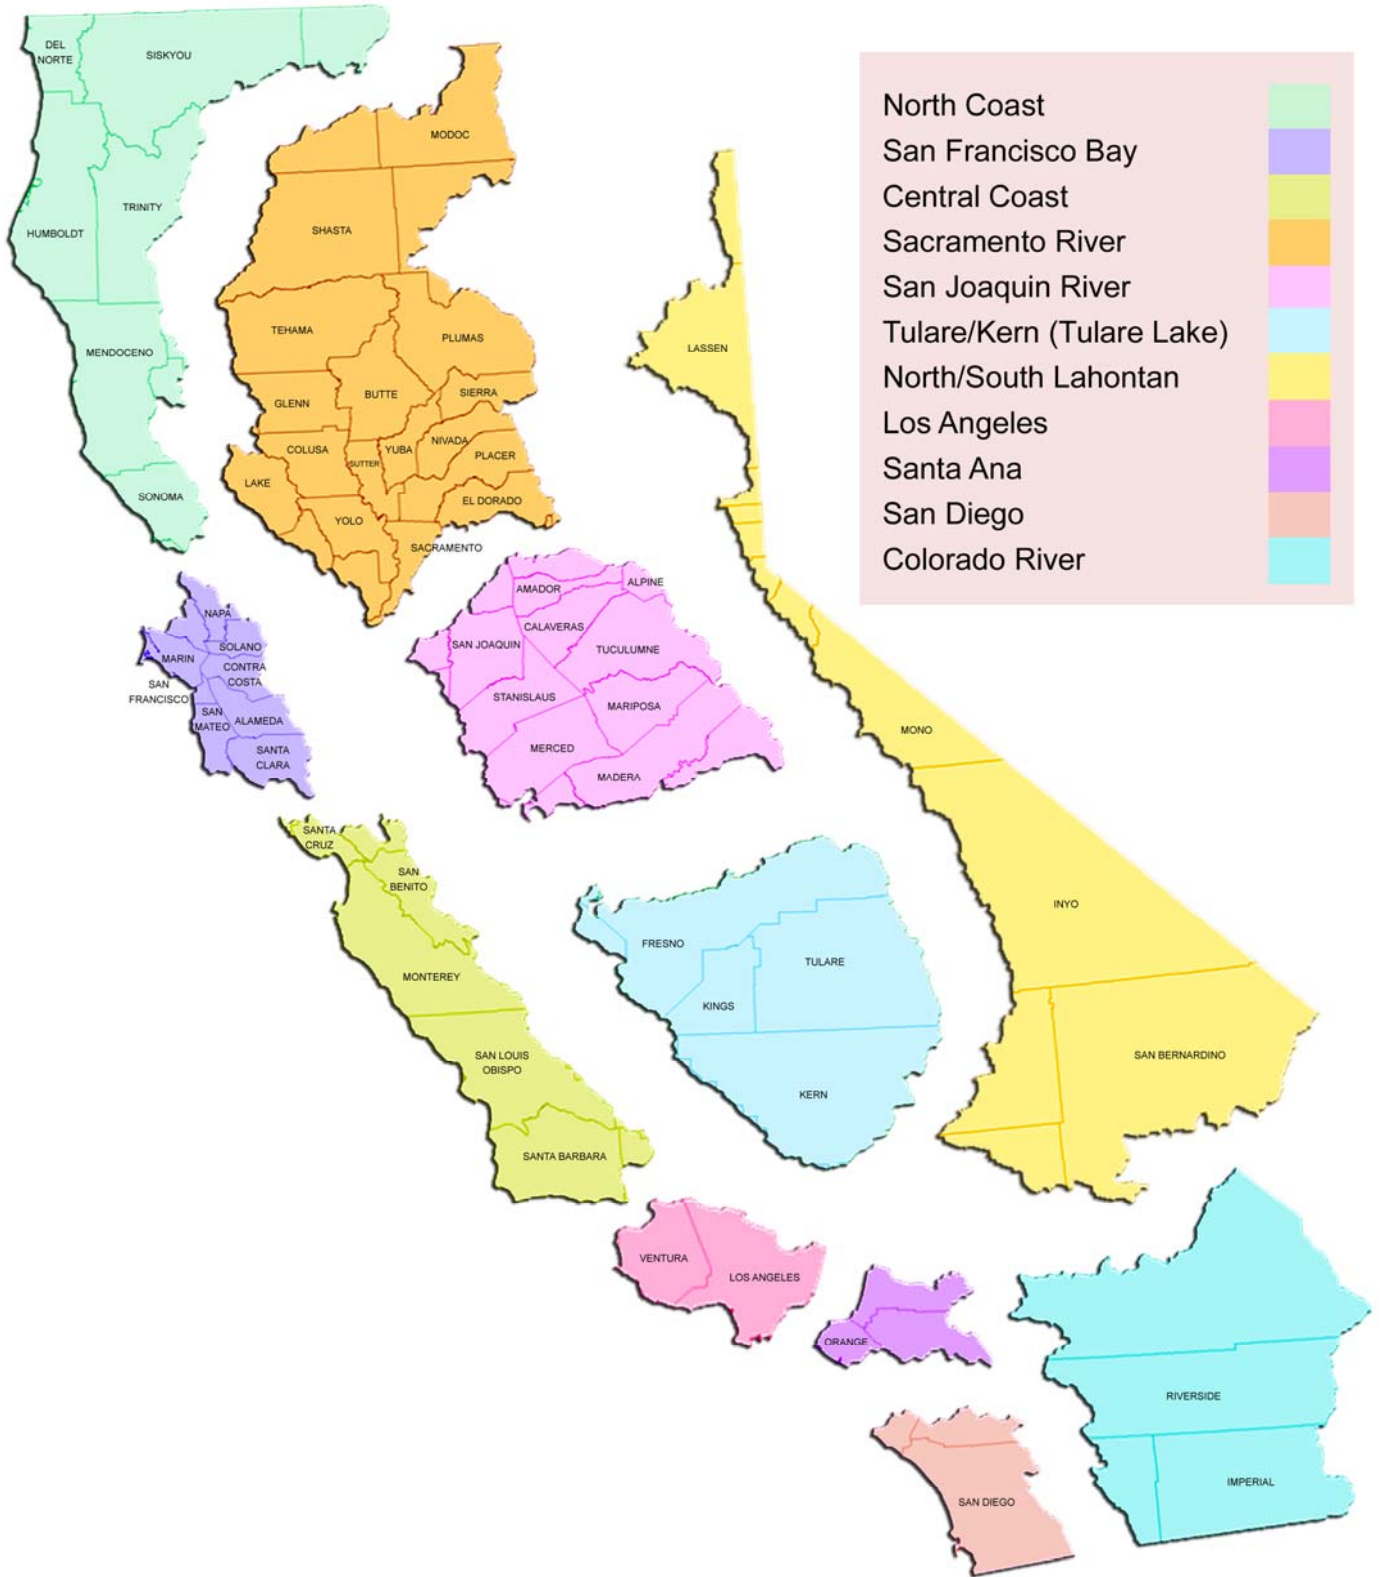 DEL
NORTE
SISKYOU
HUMBOLDT
TRINITY
MENDOCENO
SONOMA
MODOC
SHASTA
TEHAMA
PLUMAS
GLENN
BUTTE
SIERRA
COLUSA
SUTTER
YUBA
NIVADA
PLACER
LAKE
YOLO
EL DORADO
SACRAMENTO
North Coast
San Francisco Bay
Central Coast
Sacramento River
San Joaquin River
Tulare/Kern (Tulare Lake)
North/South Lahontan
Los Angeles
Santa Ana
San Diego
Colorado River
LASSEN
MONO
INYO
SAN BERNARDINO
NAPA
SOLANO
MARIN
CONTRA
COSTA
SAN
FRANCISCO
SAN
MATEO
ALAMEDA
SANTA
CLARA
AMADOR
ALPINE
CALAVERAS
SAN JOAQUIN
TUCULUMNE
STANISLAUS
MARIPOSA
MERCED
MADERA
SANTA
CRUZ
SAN
BENITO
MONTEREY
SAN LOUIS
OBISPO
SANTA BARBARA
FRESNO
TULARE
KINGS
KERN
VENTURA
LOS ANGELES
ORANGE
SAN DIEGO
RIVERSIDE
IMPERIAL